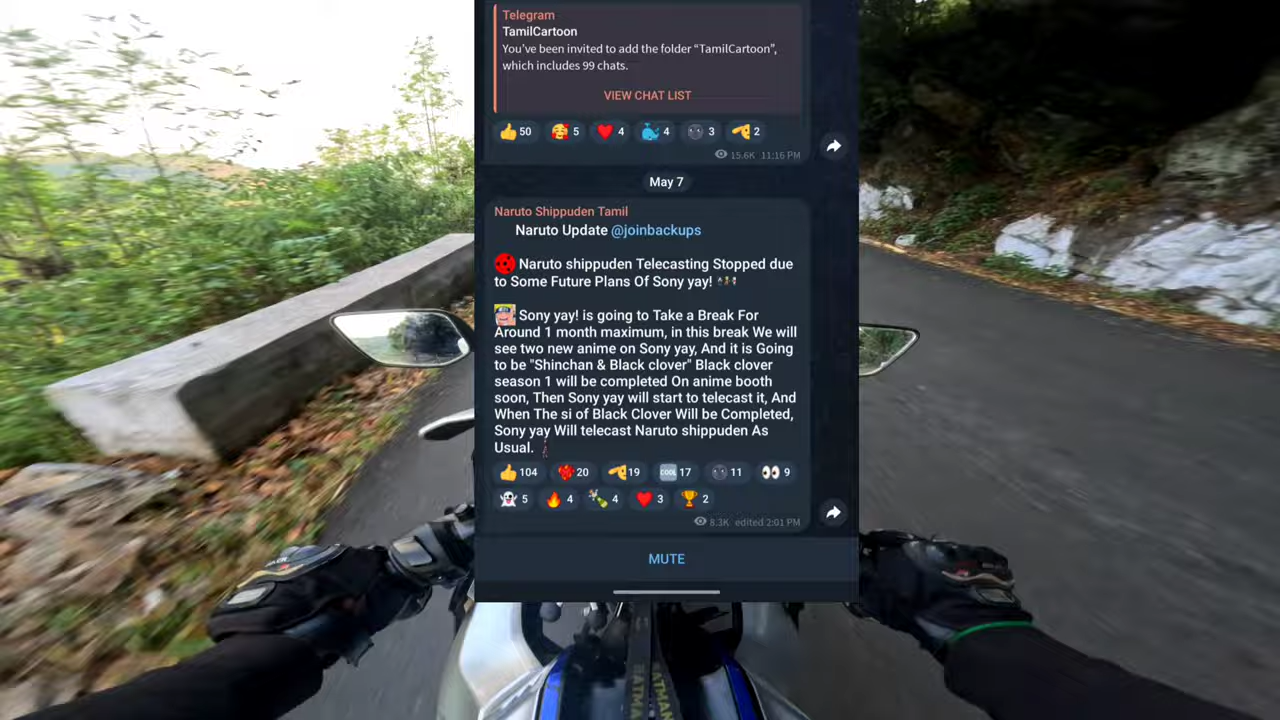 Telegram
TamilCartoon
You've been invited to add the folder “TamilCartoon”,
which includes 99 chats.
VIEW CHAT LIST
50 5 4 4 3 2
15.6K 11:16 PM
May 7
Naruto Shippuden Tamil
Naruto Update @joinbackups
Naruto shippuden Telecasting Stopped due
to Some Future Plans Of Sony yay!
Sony yay! is going to Take a Break For
Around 1 month maximum, in this break We will
see two new anime on Sony yay, And it is Going
to be "Shinchan & Black clover" Black clover
season 1 will be completed On anime booth
soon, Then Sony yay will start to telecast it, And
When The si of Black Clover Will be Completed,
Sony yay Will telecast Naruto shippuden As
Usual.
104 20 19 COOL 17 11 9
5 4 4 3 2
8.3K edited 2:01 PM
MUTE